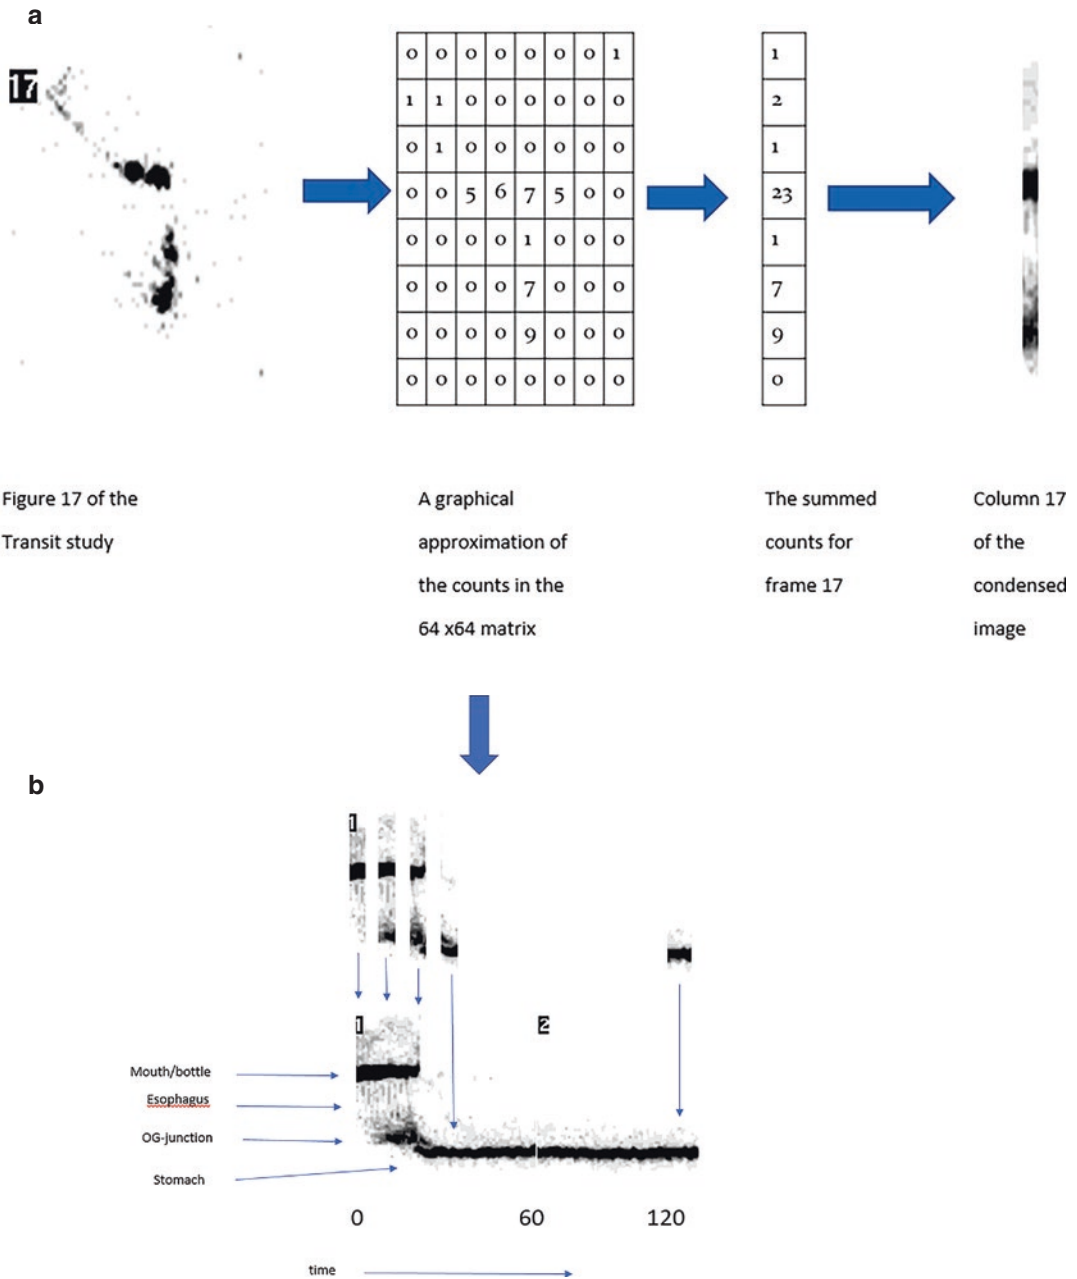 a
17
0 0 0 0 0 0 0 1
1 1 0 0 0 0 0 0
0 1 0 0 0 0 0 0
0 0 5 6 7 5 0 0
0 0 0 0 1 0 0 0
0 0 0 0 7 0 0 0
0 0 0 0 9 0 0 0
0 0 0 0 0 0 0 0
1
2
1
23
1
7
9
0
Figure 17 of the
Transit study
A graphical
approximation of
the counts in the
64 x64 matrix
The summed
counts for
frame 17
Column 17
of the
condensed
image
b
1
1
2
Mouth/bottle
Esophagus
OG-junction
Stomach
0 60 120
time